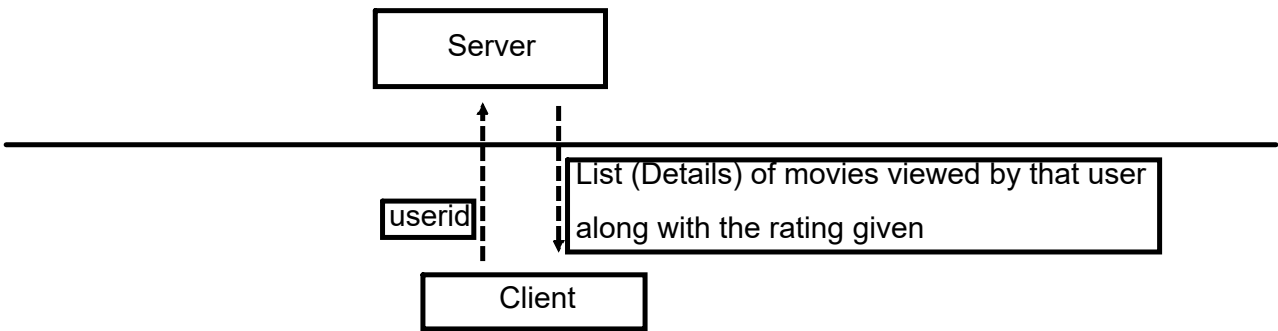 Server
List (Details) of movies viewed by that user
along with the rating given
userid
Client